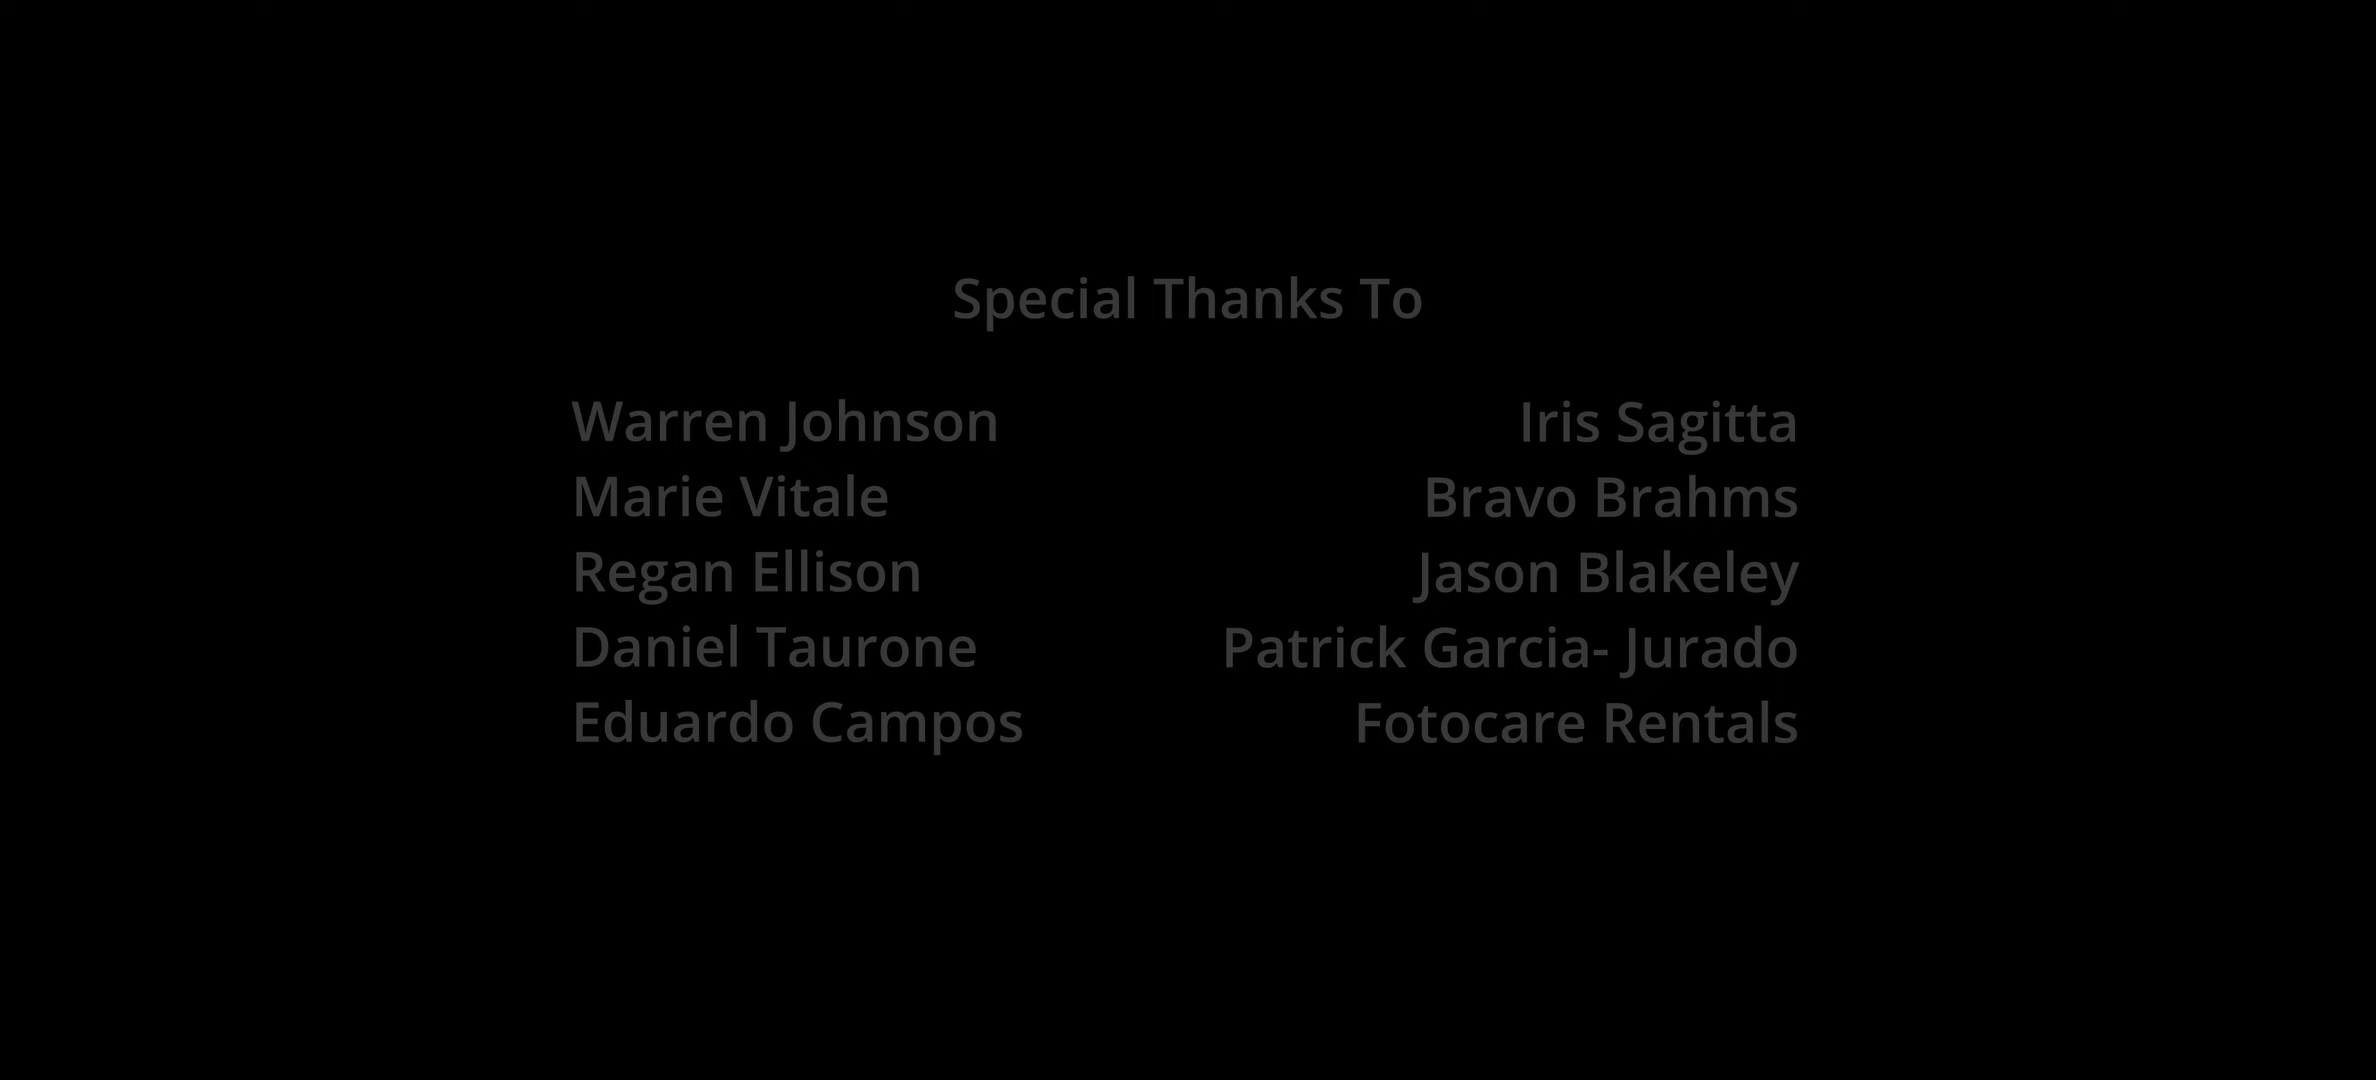 Special Thanks To
Warren Johnson
Marie Vitale
Regan Ellison
Daniel Taurone
Eduardo Campos
Iris Sagitta
Bravo Brahms
Jason Blakeley
Patrick Garcia- Jurado
Fotocare Rentals